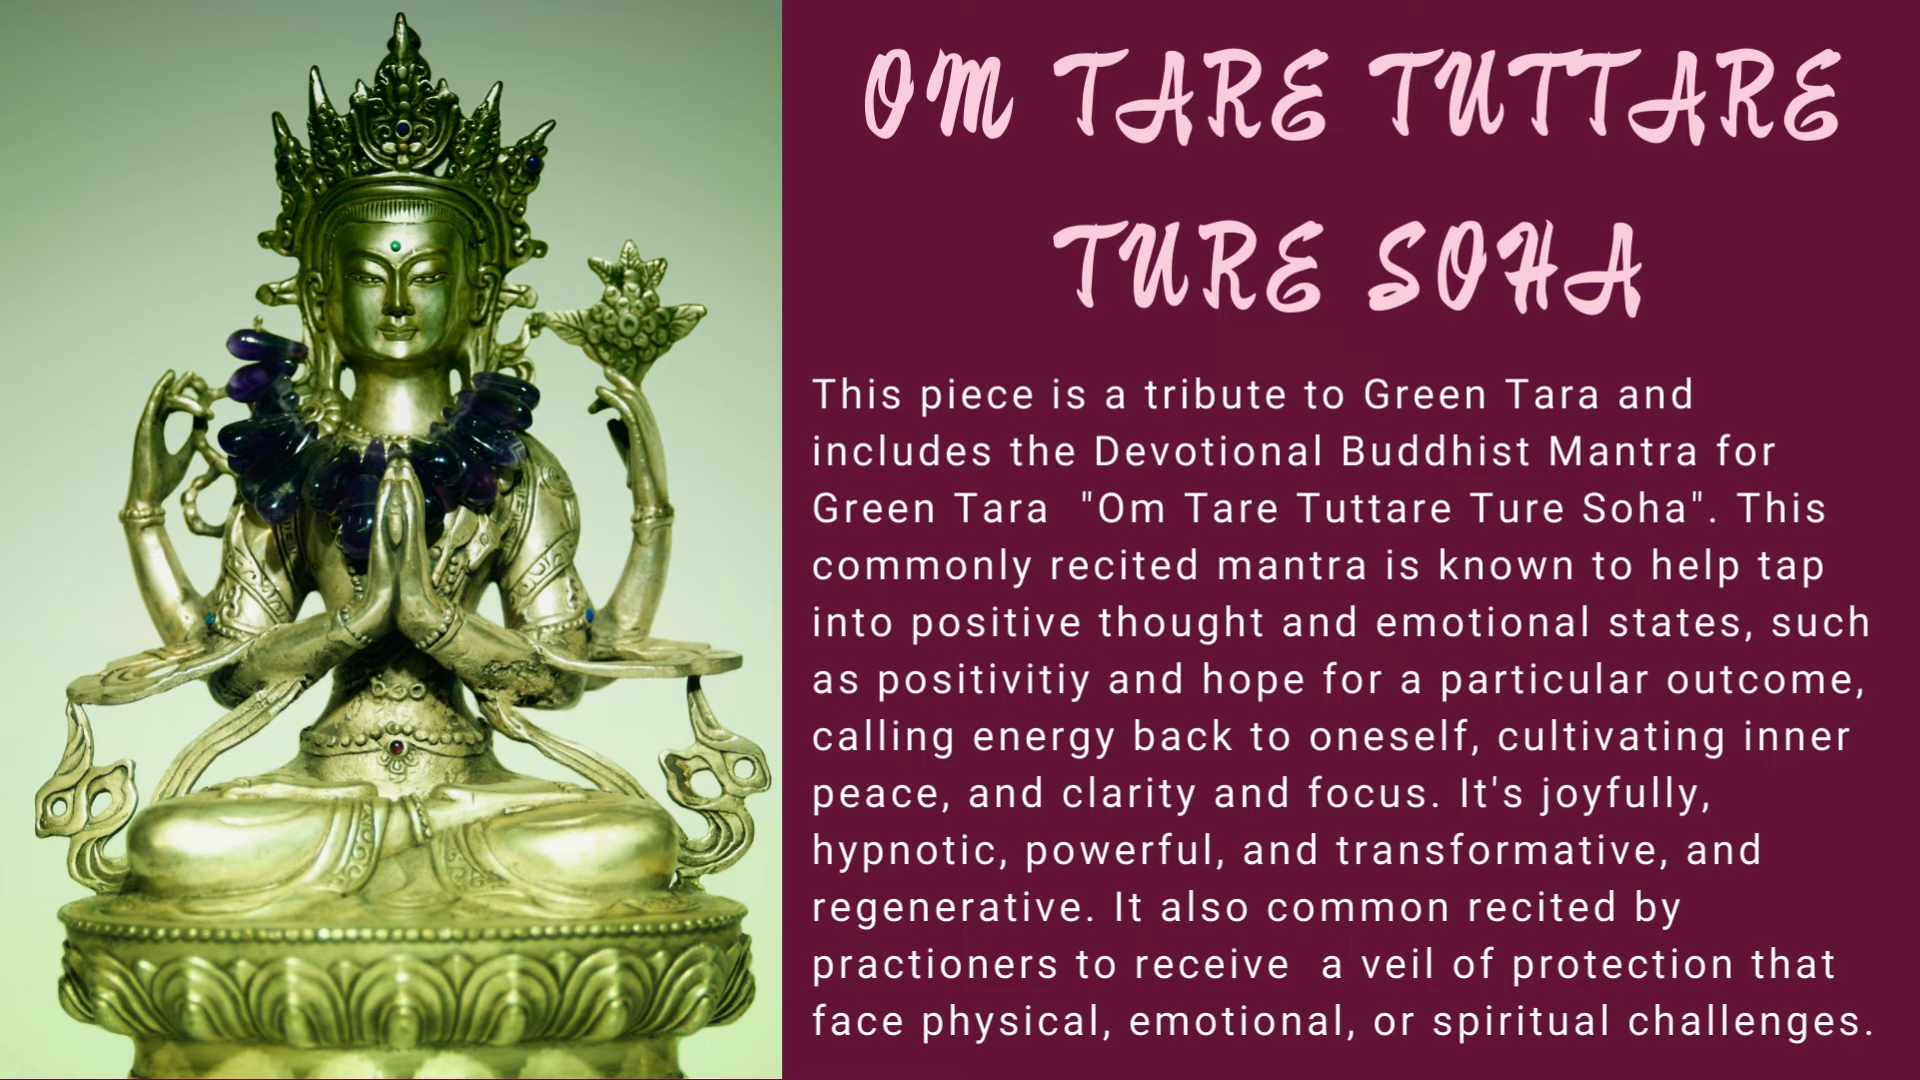 OM TARE TUTTARE
TURE SOHA
This piece is a tribute to Green Tara and
includes the Devotional Buddhist Mantra for
Green Tara  "Om Tare Tuttare Ture Soha". This
commonly recited mantra is known to help tap
into positive thought and emotional states, such
as positivitiy and hope for a particular outcome,
calling energy back to oneself, cultivating inner
peace, and clarity and focus. It's joyfully,
hypnotic, powerful, and transformative, and
regenerative. It also common recited by
practioners to receive  a veil of protection that
face physical, emotional, or spiritual challenges.